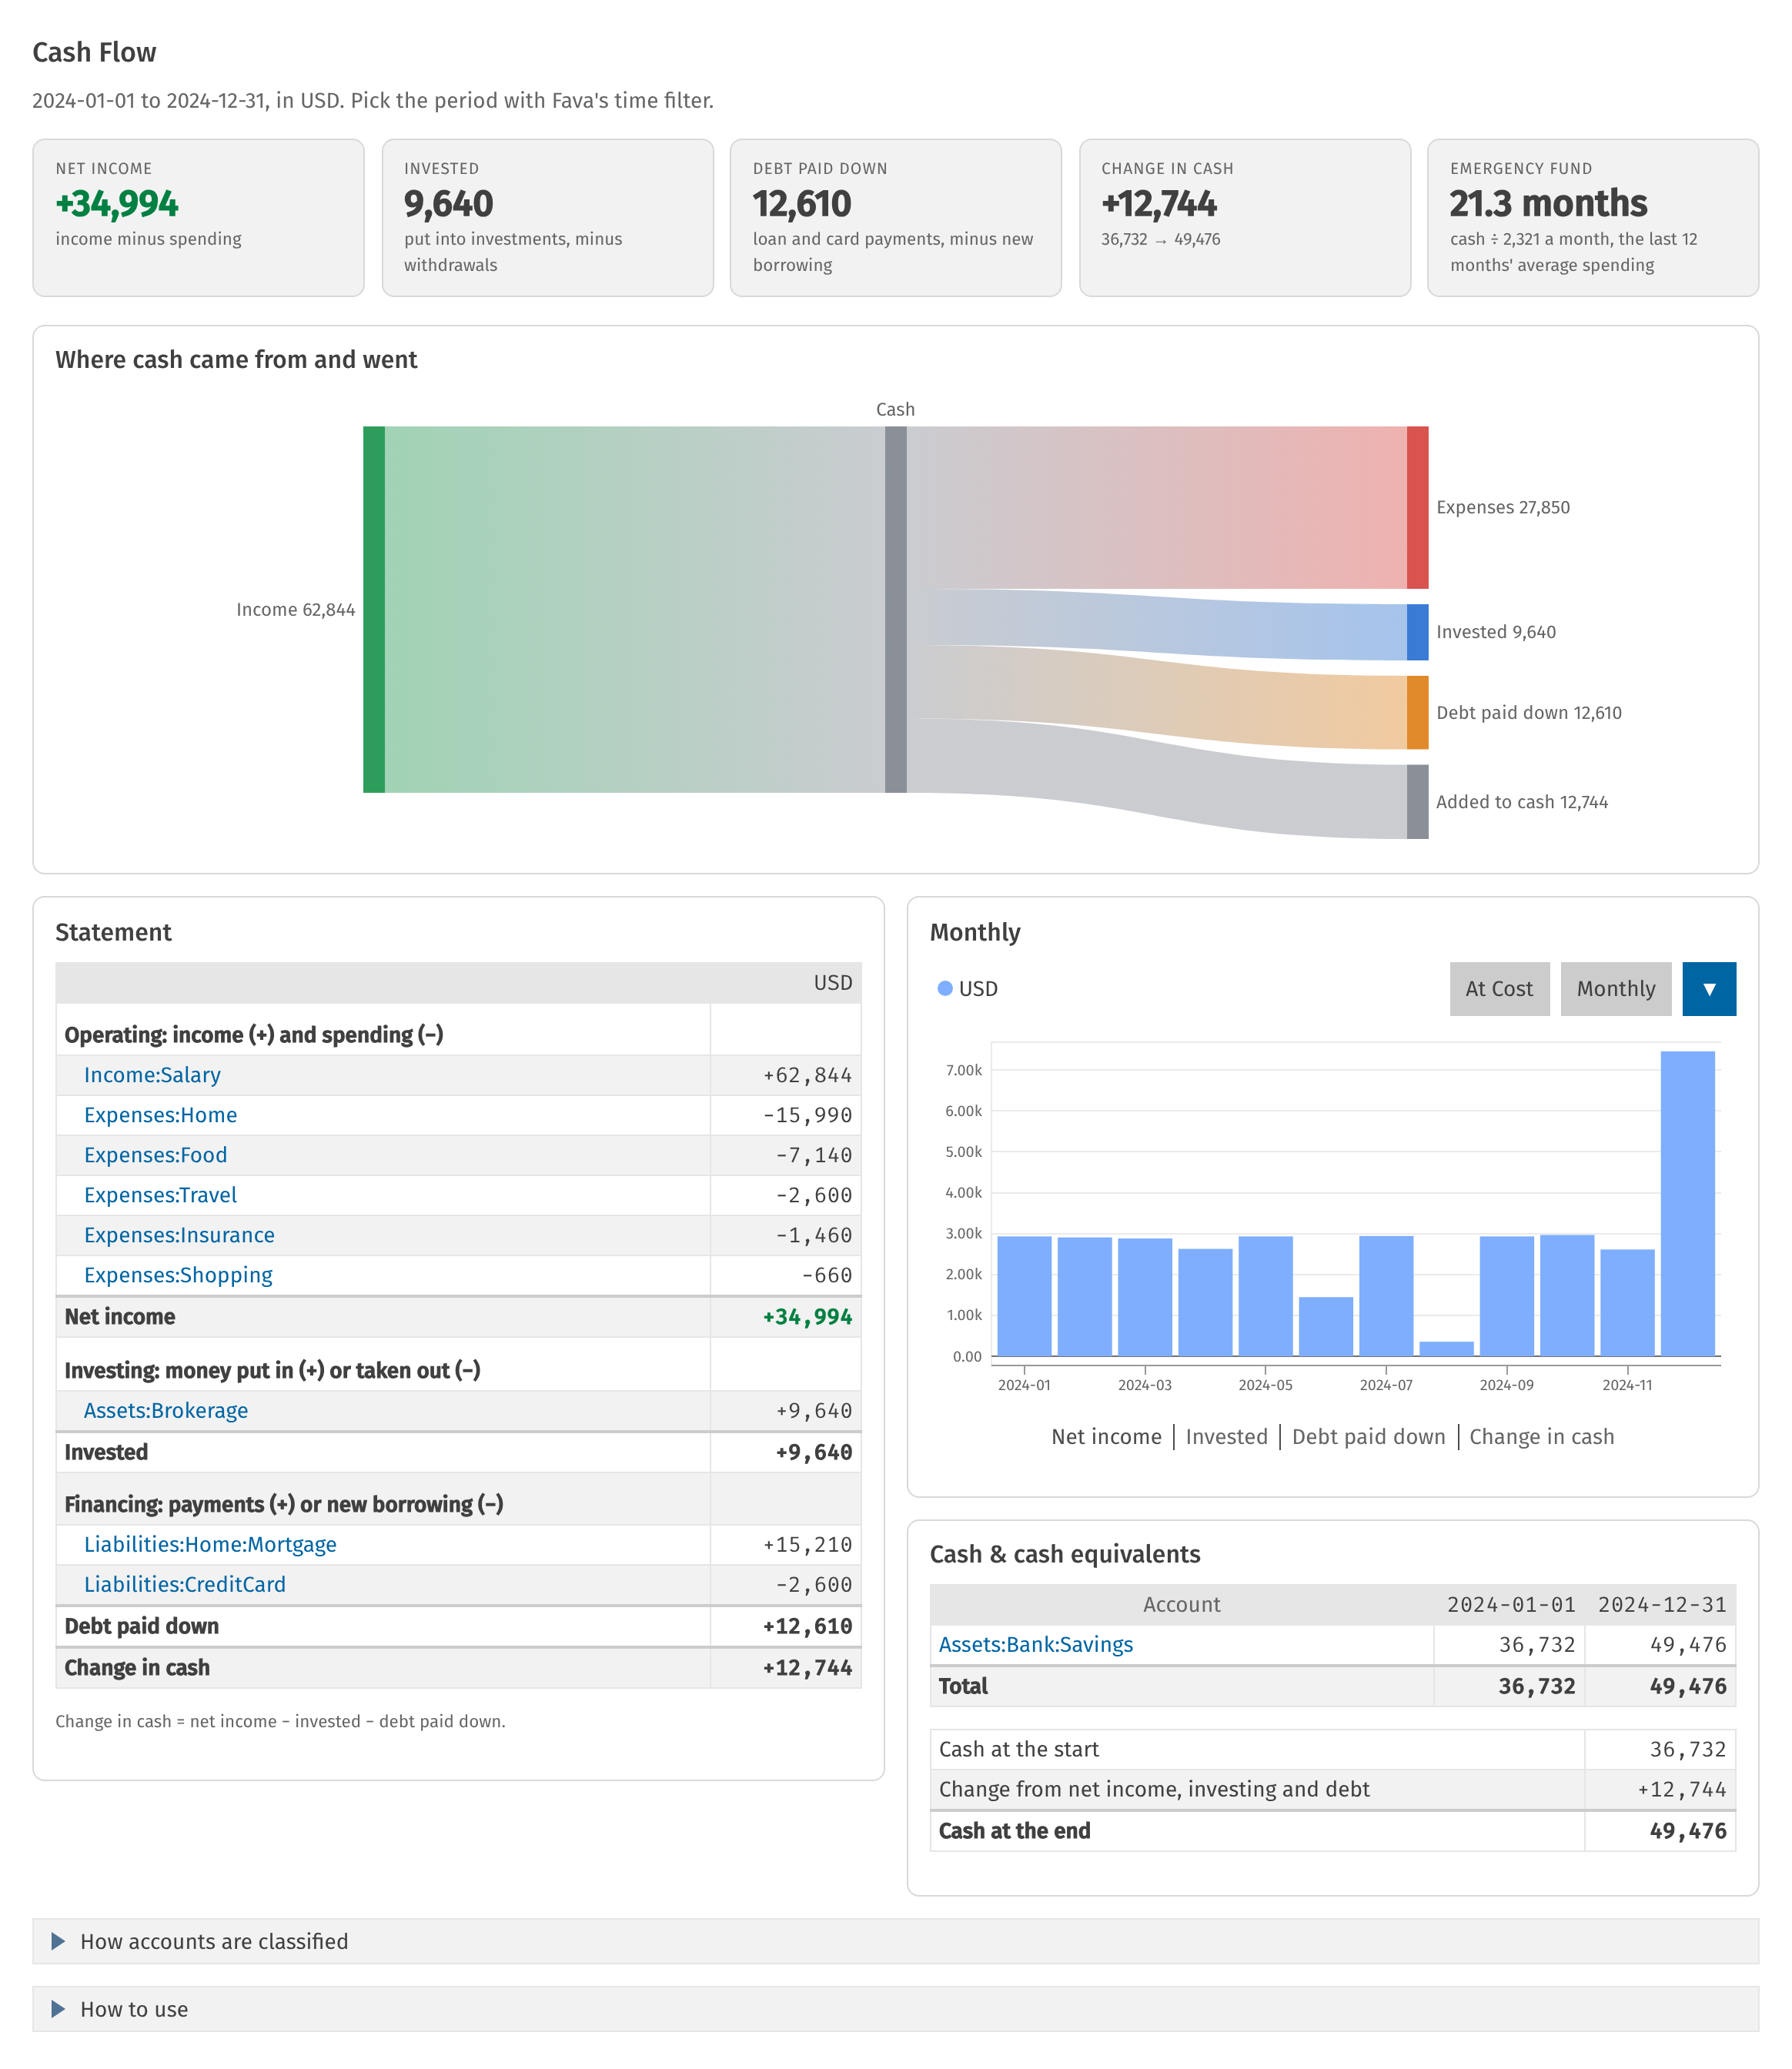 Cash Flow
2024-01-01 to 2024-12-31, in USD. Pick the period with Fava's time filter.
NET INCOME
+34,994
income minus spending
INVESTED
9,640
put into investments, minus
withdrawals
DEBT PAID DOWN
12,610
loan and card payments, minus new
borrowing
CHANGE IN CASH
+12,744
36,732 → 49,476
EMERGENCY FUND
21.3 months
cash ÷ 2,321 a month, the last 12
months' average spending
Where cash came from and went
Cash
Income 62,844
Expenses 27,850
Invested 9,640
Debt paid down 12,610
Added to cash 12,744
Statement
USD
Operating: income (+) and spending (−)
Income:Salary +62,844
Expenses:Home -15,990
Expenses:Food -7,140
Expenses:Travel -2,600
Expenses:Insurance -1,460
Expenses:Shopping -660
Net income +34,994
Investing: money put in (+) or taken out (−)
Assets:Brokerage +9,640
Invested +9,640
Financing: payments (+) or new borrowing (−)
Liabilities:Home:Mortgage +15,210
Liabilities:CreditCard -2,600
Debt paid down +12,610
Change in cash +12,744
Change in cash = net income − invested − debt paid down.
Monthly
USD
At Cost
Monthly
▼
7.00k
6.00k
5.00k
4.00k
3.00k
2.00k
1.00k
0.00
2024-01 2024-03 2024-05 2024-07 2024-09 2024-11
Net income | Invested | Debt paid down | Change in cash
Cash & cash equivalents
Account 2024-01-01 2024-12-31
Assets:Bank:Savings 36,732 49,476
Total 36,732 49,476
Cash at the start 36,732
Change from net income, investing and debt +12,744
Cash at the end 49,476
How accounts are classified
How to use